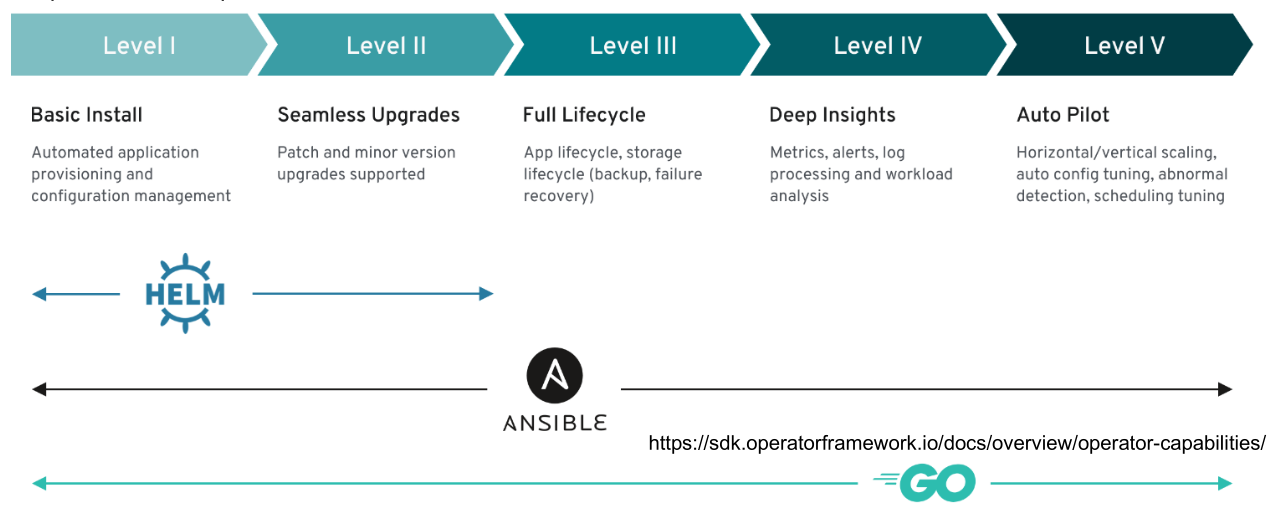 Level I
Level II
Level III
Level IV
Level V
Basic Install
Automated application
provisioning and
configuration management
Seamless Upgrades
Patch and minor version
upgrades supported
Full Lifecycle
App lifecycle, storage
lifecycle (backup, failure
recovery)
Deep Insights
Metrics, alerts, log
processing and workload
analysis
Auto Pilot
Horizontal/vertical scaling,
auto config tuning, abnormal
detection, scheduling tuning
HELM
ANSIBLE
https://sdk.operatorframework.io/docs/overview/operator-capabilities/
GO